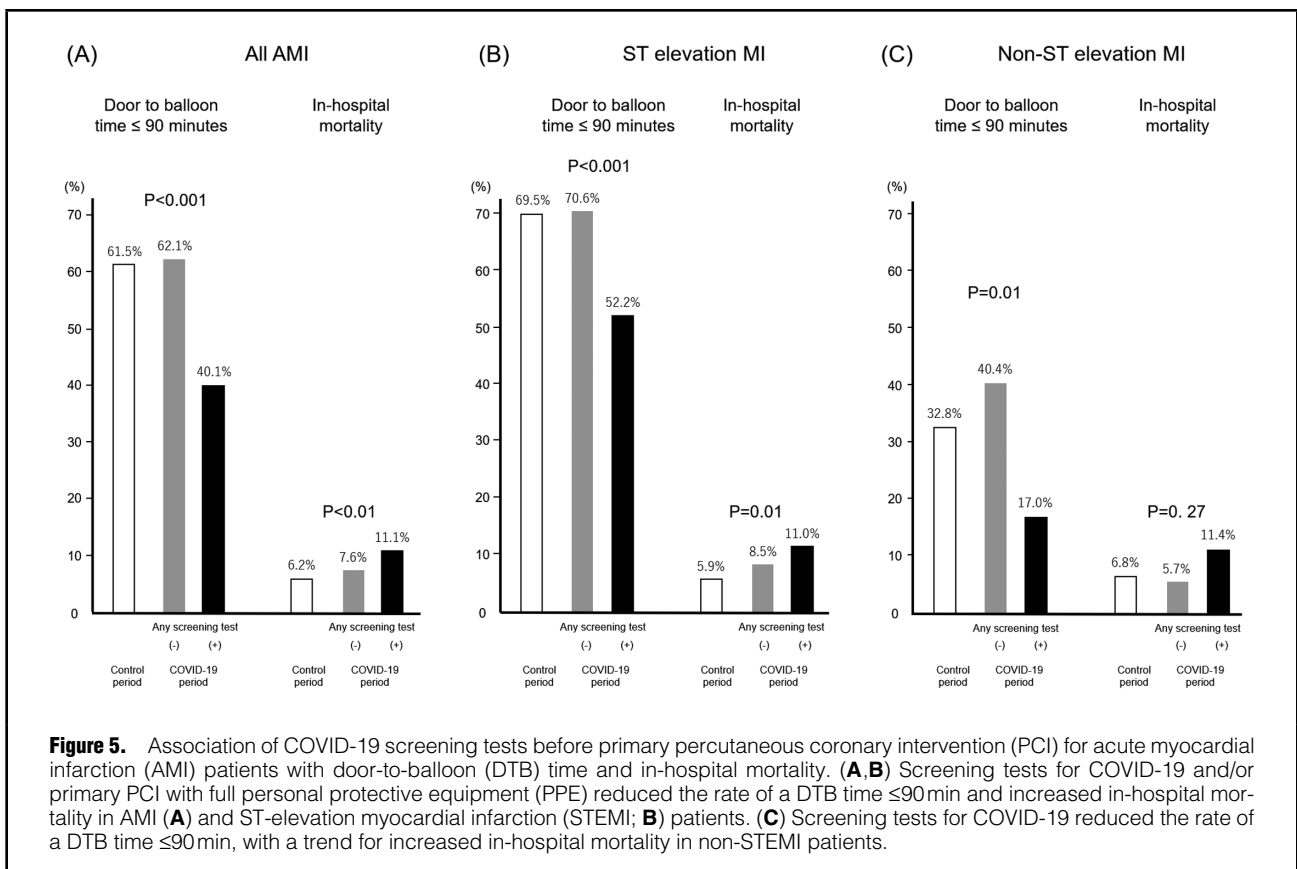 (A) All AMI
Door to balloon
time ≤ 90 minutes
In-hospital
mortality
(%)
70
60
50
40
30
20
10
0
P<0.001
61.5%
62.1%
40.1%
P<0.01
6.2%
7.6%
11.1%
Any screening test
(-) (+)
Control
period
COVID-19
period
Any screening test
(-) (+)
Control
period
COVID-19
period
(B) ST elevation MI
Door to balloon
time ≤ 90 minutes
In-hospital
mortality
(%)
70
60
50
40
30
20
10
0
P<0.001
69.5%
70.6%
52.2%
P=0.01
5.9%
8.5%
11.0%
Any screening test
(-) (+)
Control
period
COVID-19
period
Any screening test
(-) (+)
Control
period
COVID-19
period
(C) Non-ST elevation MI
Door to balloon
time ≤ 90 minutes
In-hospital
mortality
(%)
70
60
50
40
30
20
10
0
P=0.01
32.8%
40.4%
17.0%
P=0. 27
6.8%
5.7%
11.4%
Any screening test
(-) (+)
Control
period
COVID-19
period
Any screening test
(-) (+)
Control
period
COVID-19
period
Figure 5. Association of COVID-19 screening tests before primary percutaneous coronary intervention (PCI) for acute myocardial
infarction (AMI) patients with door-to-balloon (DTB) time and in-hospital mortality. (A,B) Screening tests for COVID-19 and/or
primary PCI with full personal protective equipment (PPE) reduced the rate of a DTB time ≤90min and increased in-hospital mor-
tality in AMI (A) and ST-elevation myocardial infarction (STEMI; B) patients. (C) Screening tests for COVID-19 reduced the rate of
a DTB time ≤90min, with a trend for increased in-hospital mortality in non-STEMI patients.